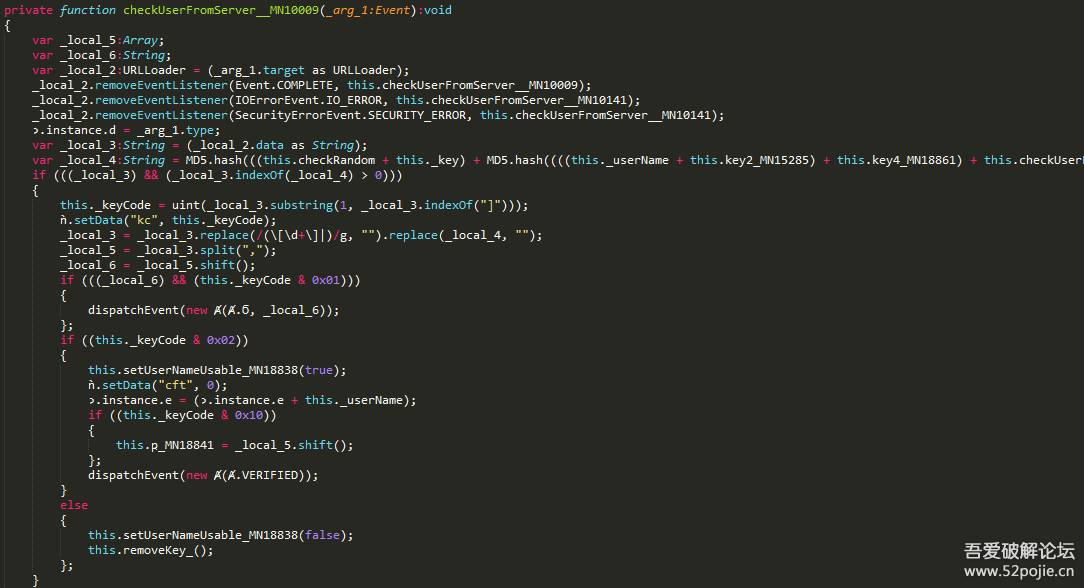 private function checkUserFromServer__MN10009(_arg_1:Event):void
{
    var _local_5:Array;
    var _local_6:String;
    var _local_2:URLLoader = (_arg_1.target as URLLoader);
    _local_2.removeEventListener(Event.COMPLETE, this.checkUserFromServer__MN10009);
    _local_2.removeEventListener(IOErrorEvent.IO_ERROR, this.checkUserFromServer__MN10141);
    _local_2.removeEventListener(SecurityErrorEvent.SECURITY_ERROR, this.checkUserFromServer__MN10141);
    ɔ.instance.d = _arg_1.type;
    var _local_3:String = (_local_2.data as String);
    var _local_4:String = MD5.hash(((this.checkRandom + this._key) + MD5.hash((((this._userName + this.key2_MN15285) + this.key4_MN18861) + this.checkUser
    if (((_local_3) && (_local_3.indexOf(_local_4) > 0)))
    {
        this._keyCode = uint(_local_3.substring(1, _local_3.indexOf("]")));
        ǹ.setData("kc", this._keyCode);
        _local_3 = _local_3.replace(/(\[\d+\]|)/g, "").replace(_local_4, "");
        _local_5 = _local_3.split(",");
        _local_6 = _local_5.shift();
        if (((_local_6) && (this._keyCode & 0x01)))
        {
            dispatchEvent(new Ⱥ(Ⱥ.б, _local_6));
        };
        if ((this._keyCode & 0x02))
        {
            this.setUserNameUsable_MN18838(true);
            ǹ.setData("cft", 0);
            ɔ.instance.e = (ɔ.instance.e + this._userName);
            if ((this._keyCode & 0x10))
            {
                this.p_MN18841 = _local_5.shift();
            };
            dispatchEvent(new Ⱥ(Ⱥ.VERIFIED));
        }
        else
        {
            this.setUserNameUsable_MN18838(false);
            this.removeKey_();
        };
    }
吾爱破解论坛
www.52pojie.cn